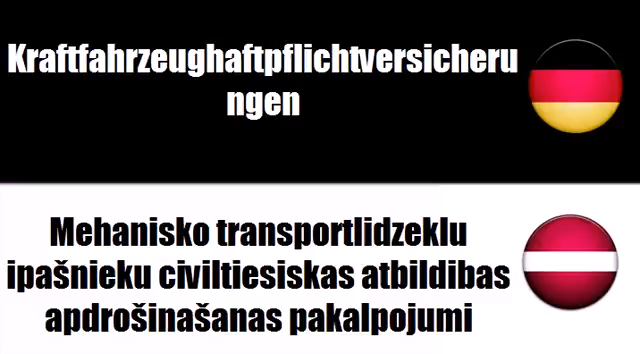 Kraftfahrzeughaftpflichtversicheru
ngen
Mehanisko transportlidzeklu
ipašnieku civiltiesiskas atbildibas
apdrošinašanas pakalpojumi